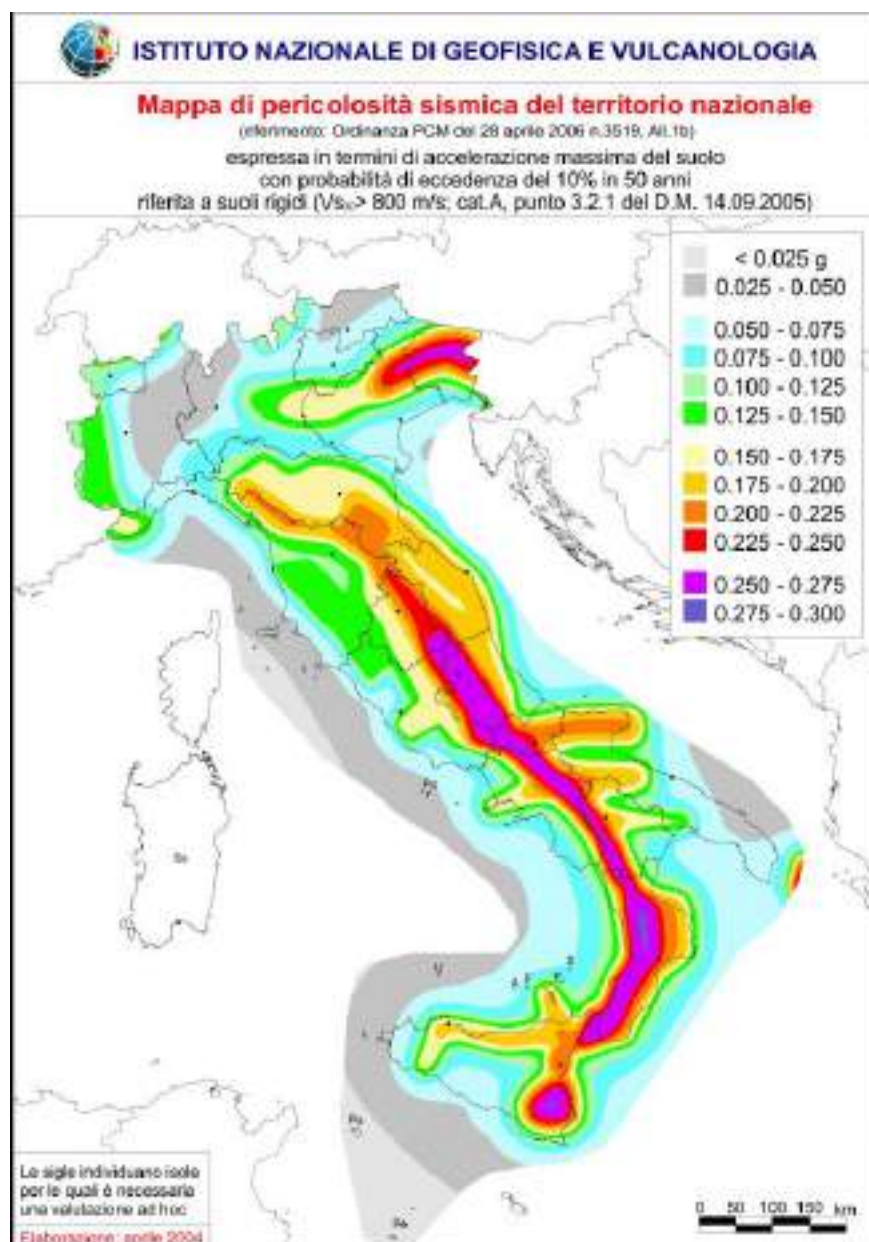 ISTITUTO NAZIONALE DI GEOFISICA E VULCANOLOGIA
Mappa di pericolosità sismica del territorio nazionale
(riferimento: Ordinanza PCM del 28 aprile 2006 n.3519, All.1b)
espressa in termini di accelerazione massima del suolo
con probabilità di eccedenza del 10% in 50 anni
riferita a suoli rigidi (Vs₃₀> 800 m/s; cat.A, punto 3.2.1 del D.M. 14.09.2005)
< 0.025 g
0.025 - 0.050
0.050 - 0.075
0.075 - 0.100
0.100 - 0.125
0.125 - 0.150
0.150 - 0.175
0.175 - 0.200
0.200 - 0.225
0.225 - 0.250
0.250 - 0.275
0.275 - 0.300
Le sigle individuano isole
per le quali è necessaria
una valutazione ad hoc
Elaborazione: aprile 2004
0 50 100 150 km